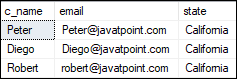 c_name email state
Peter Peter@javatpoint.com California
Diego Diego@javatpoint.com California
Robert robert@javatpoint.com California